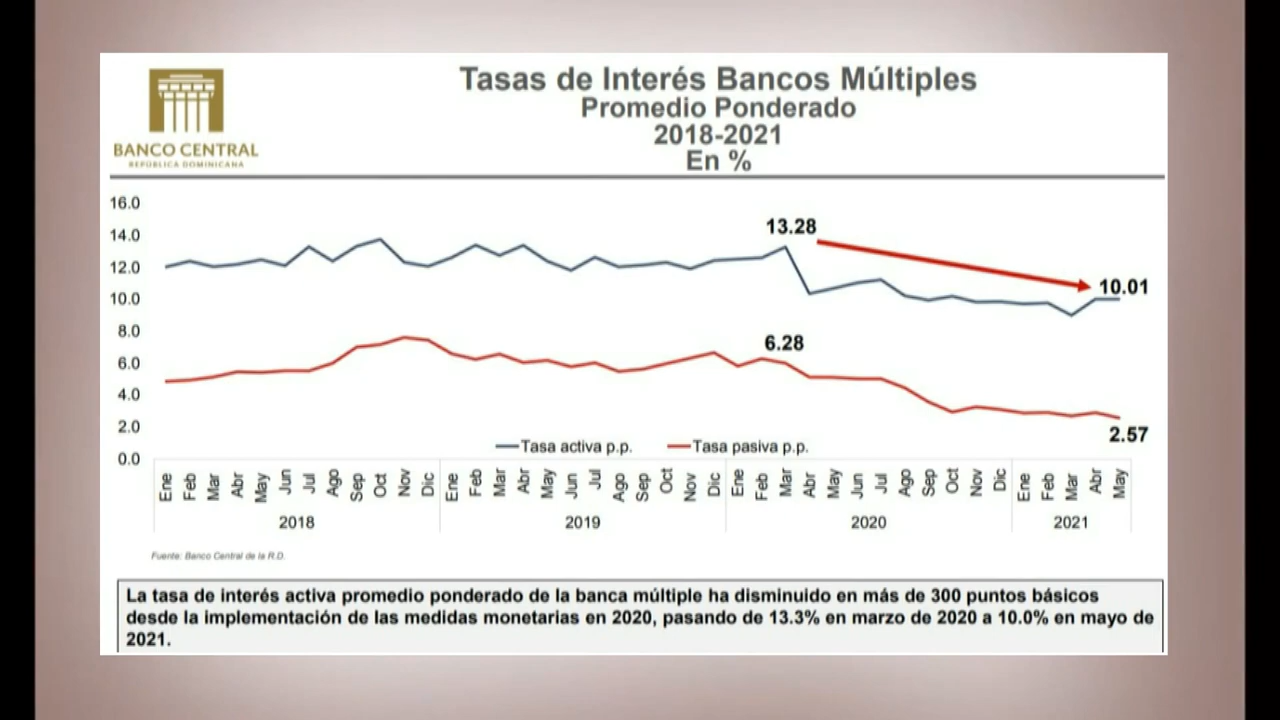 BANCO CENTRAL
REPÚBLICA DOMINICANA
Tasas de Interés Bancos Múltiples
Promedio Ponderado
2018-2021
En %
16.0
14.0
12.0
10.0
8.0
6.0
4.0
2.0
0.0
13.28
10.01
6.28
2.57
Tasa activa p.p. Tasa pasiva p.p.
Ene Feb Mar Abr May Jun Jul Ago Sep Oct Nov Dic Ene Feb Mar Abr May Jun Jul Ago Sep Oct Nov Dic Ene Feb Mar Abr May Jun Jul Ago Sep Oct Nov Dic Ene Feb Mar Abr May
2018 2019 2020 2021
Fuente: Banco Central de la R.D.
La tasa de interés activa promedio ponderado de la banca múltiple ha disminuido en más de 300 puntos básicos
desde la implementación de las medidas monetarias en 2020, pasando de 13.3% en marzo de 2020 a 10.0% en mayo de
2021.